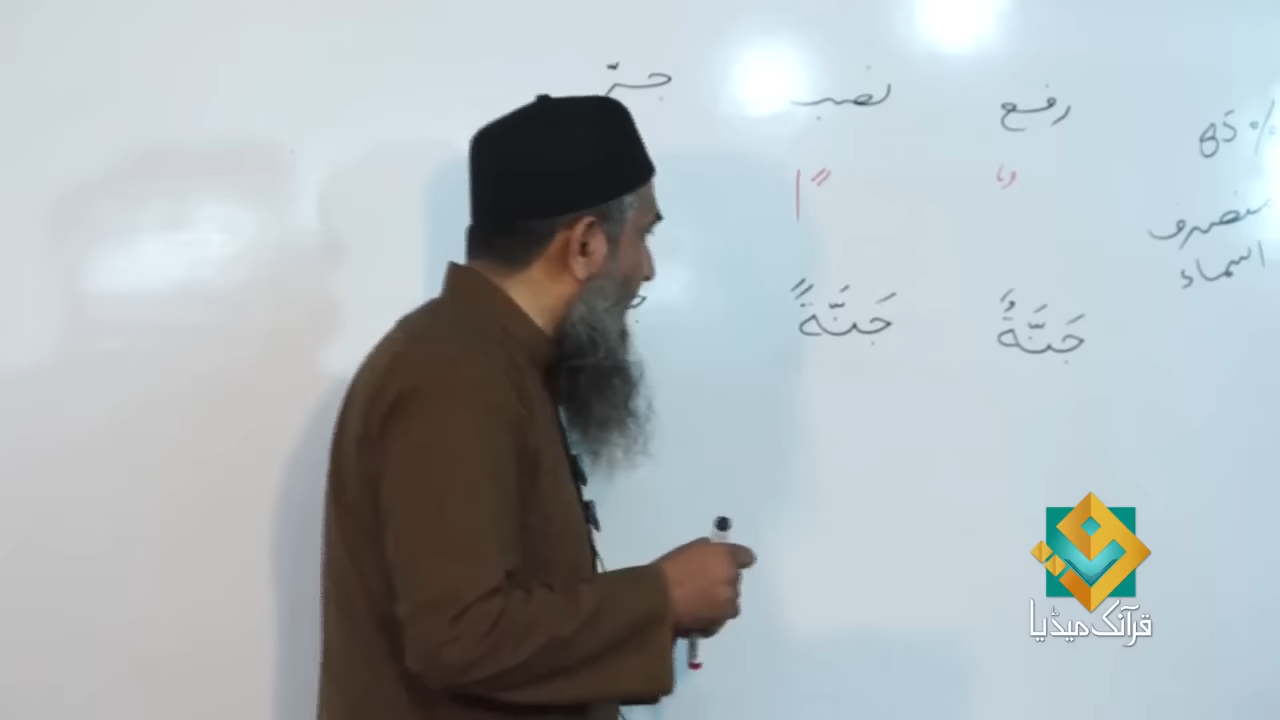 رفع نصب جرّ
85%
منصرف
اسماء
جَنَّةٌ جَنَّةً
قرآنک میڈیا